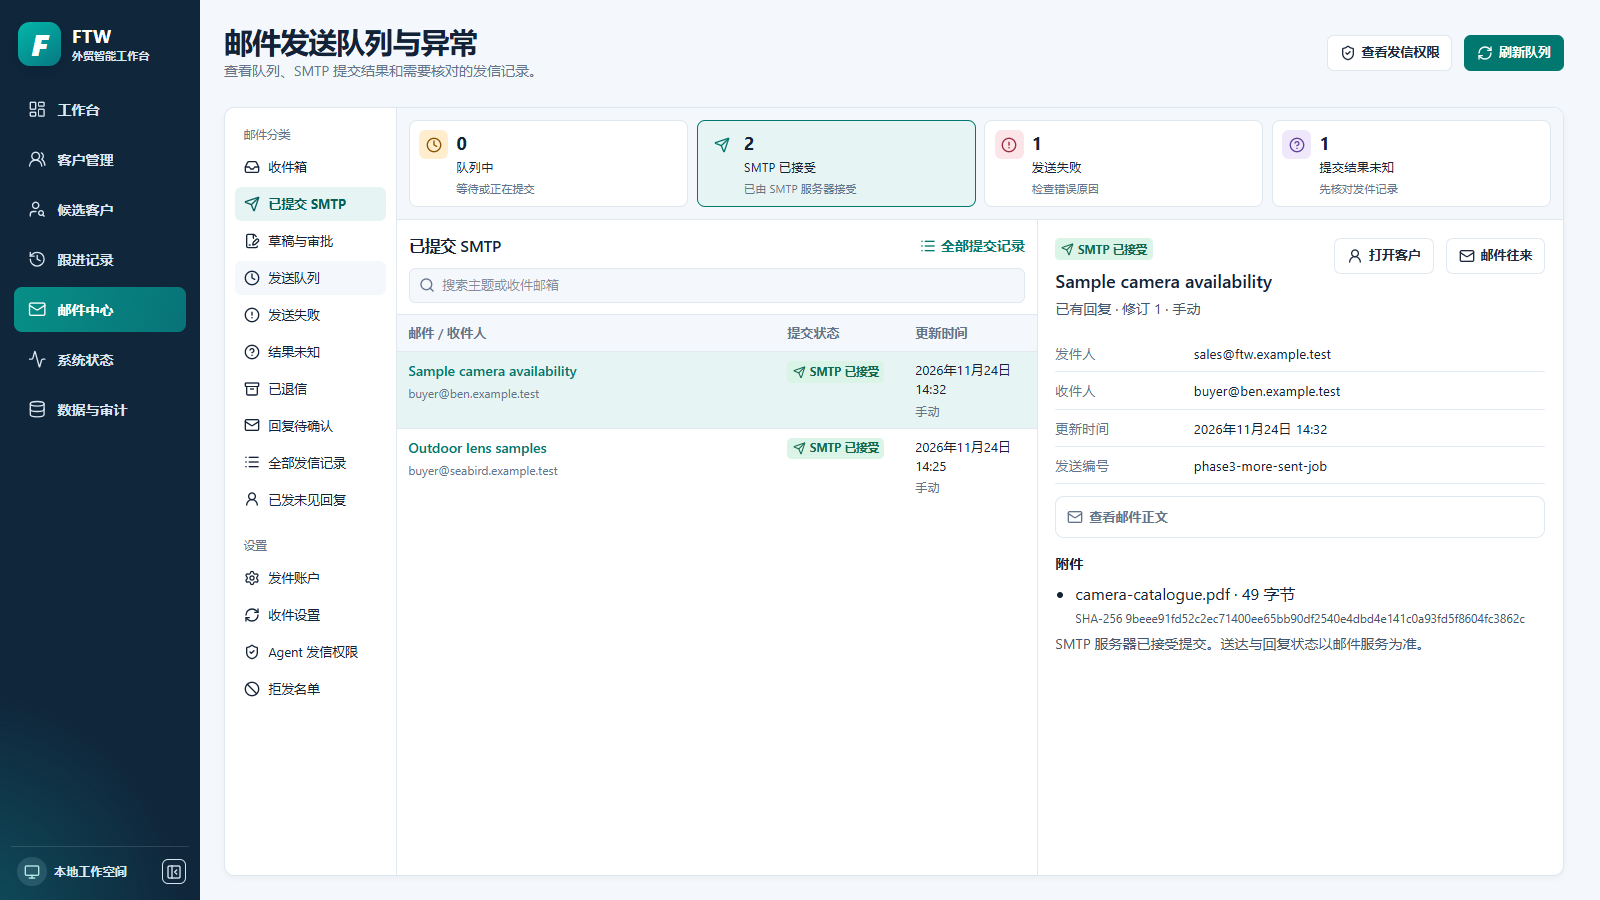 F
FTW
外贸智能工作台
工作台
客户管理
候选客户
跟进记录
邮件中心
系统状态
数据与审计
本地工作空间
邮件发送队列与异常
查看队列、SMTP 提交结果和需要核对的发信记录。
查看发信权限
刷新队列
邮件分类
收件箱
已提交 SMTP
草稿与审批
发送队列
发送失败
结果未知
已退信
回复待确认
全部发信记录
已发未见回复
设置
发件账户
收件设置
Agent 发信权限
拒发名单
0
队列中
等待或正在提交
2
SMTP 已接受
已由 SMTP 服务器接受
1
发送失败
检查错误原因
1
提交结果未知
先核对发件记录
已提交 SMTP
全部提交记录
搜索主题或收件邮箱
邮件 / 收件人
提交状态
更新时间
Sample camera availability
buyer@ben.example.test
SMTP 已接受
2026年11月24日
14:32
手动
Outdoor lens samples
buyer@seabird.example.test
SMTP 已接受
2026年11月24日
14:25
手动
SMTP 已接受
打开客户
邮件往来
Sample camera availability
已有回复 · 修订 1 · 手动
发件人 sales@ftw.example.test
收件人 buyer@ben.example.test
更新时间 2026年11月24日 14:32
发送编号 phase3-more-sent-job
查看邮件正文
附件
camera-catalogue.pdf · 49 字节
SHA-256 9beee91fd52c2ec71400ee65bb90df2540e4dbd4e141c0a93fd5f8604fc3862c
SMTP 服务器已接受提交。送达与回复状态以邮件服务为准。